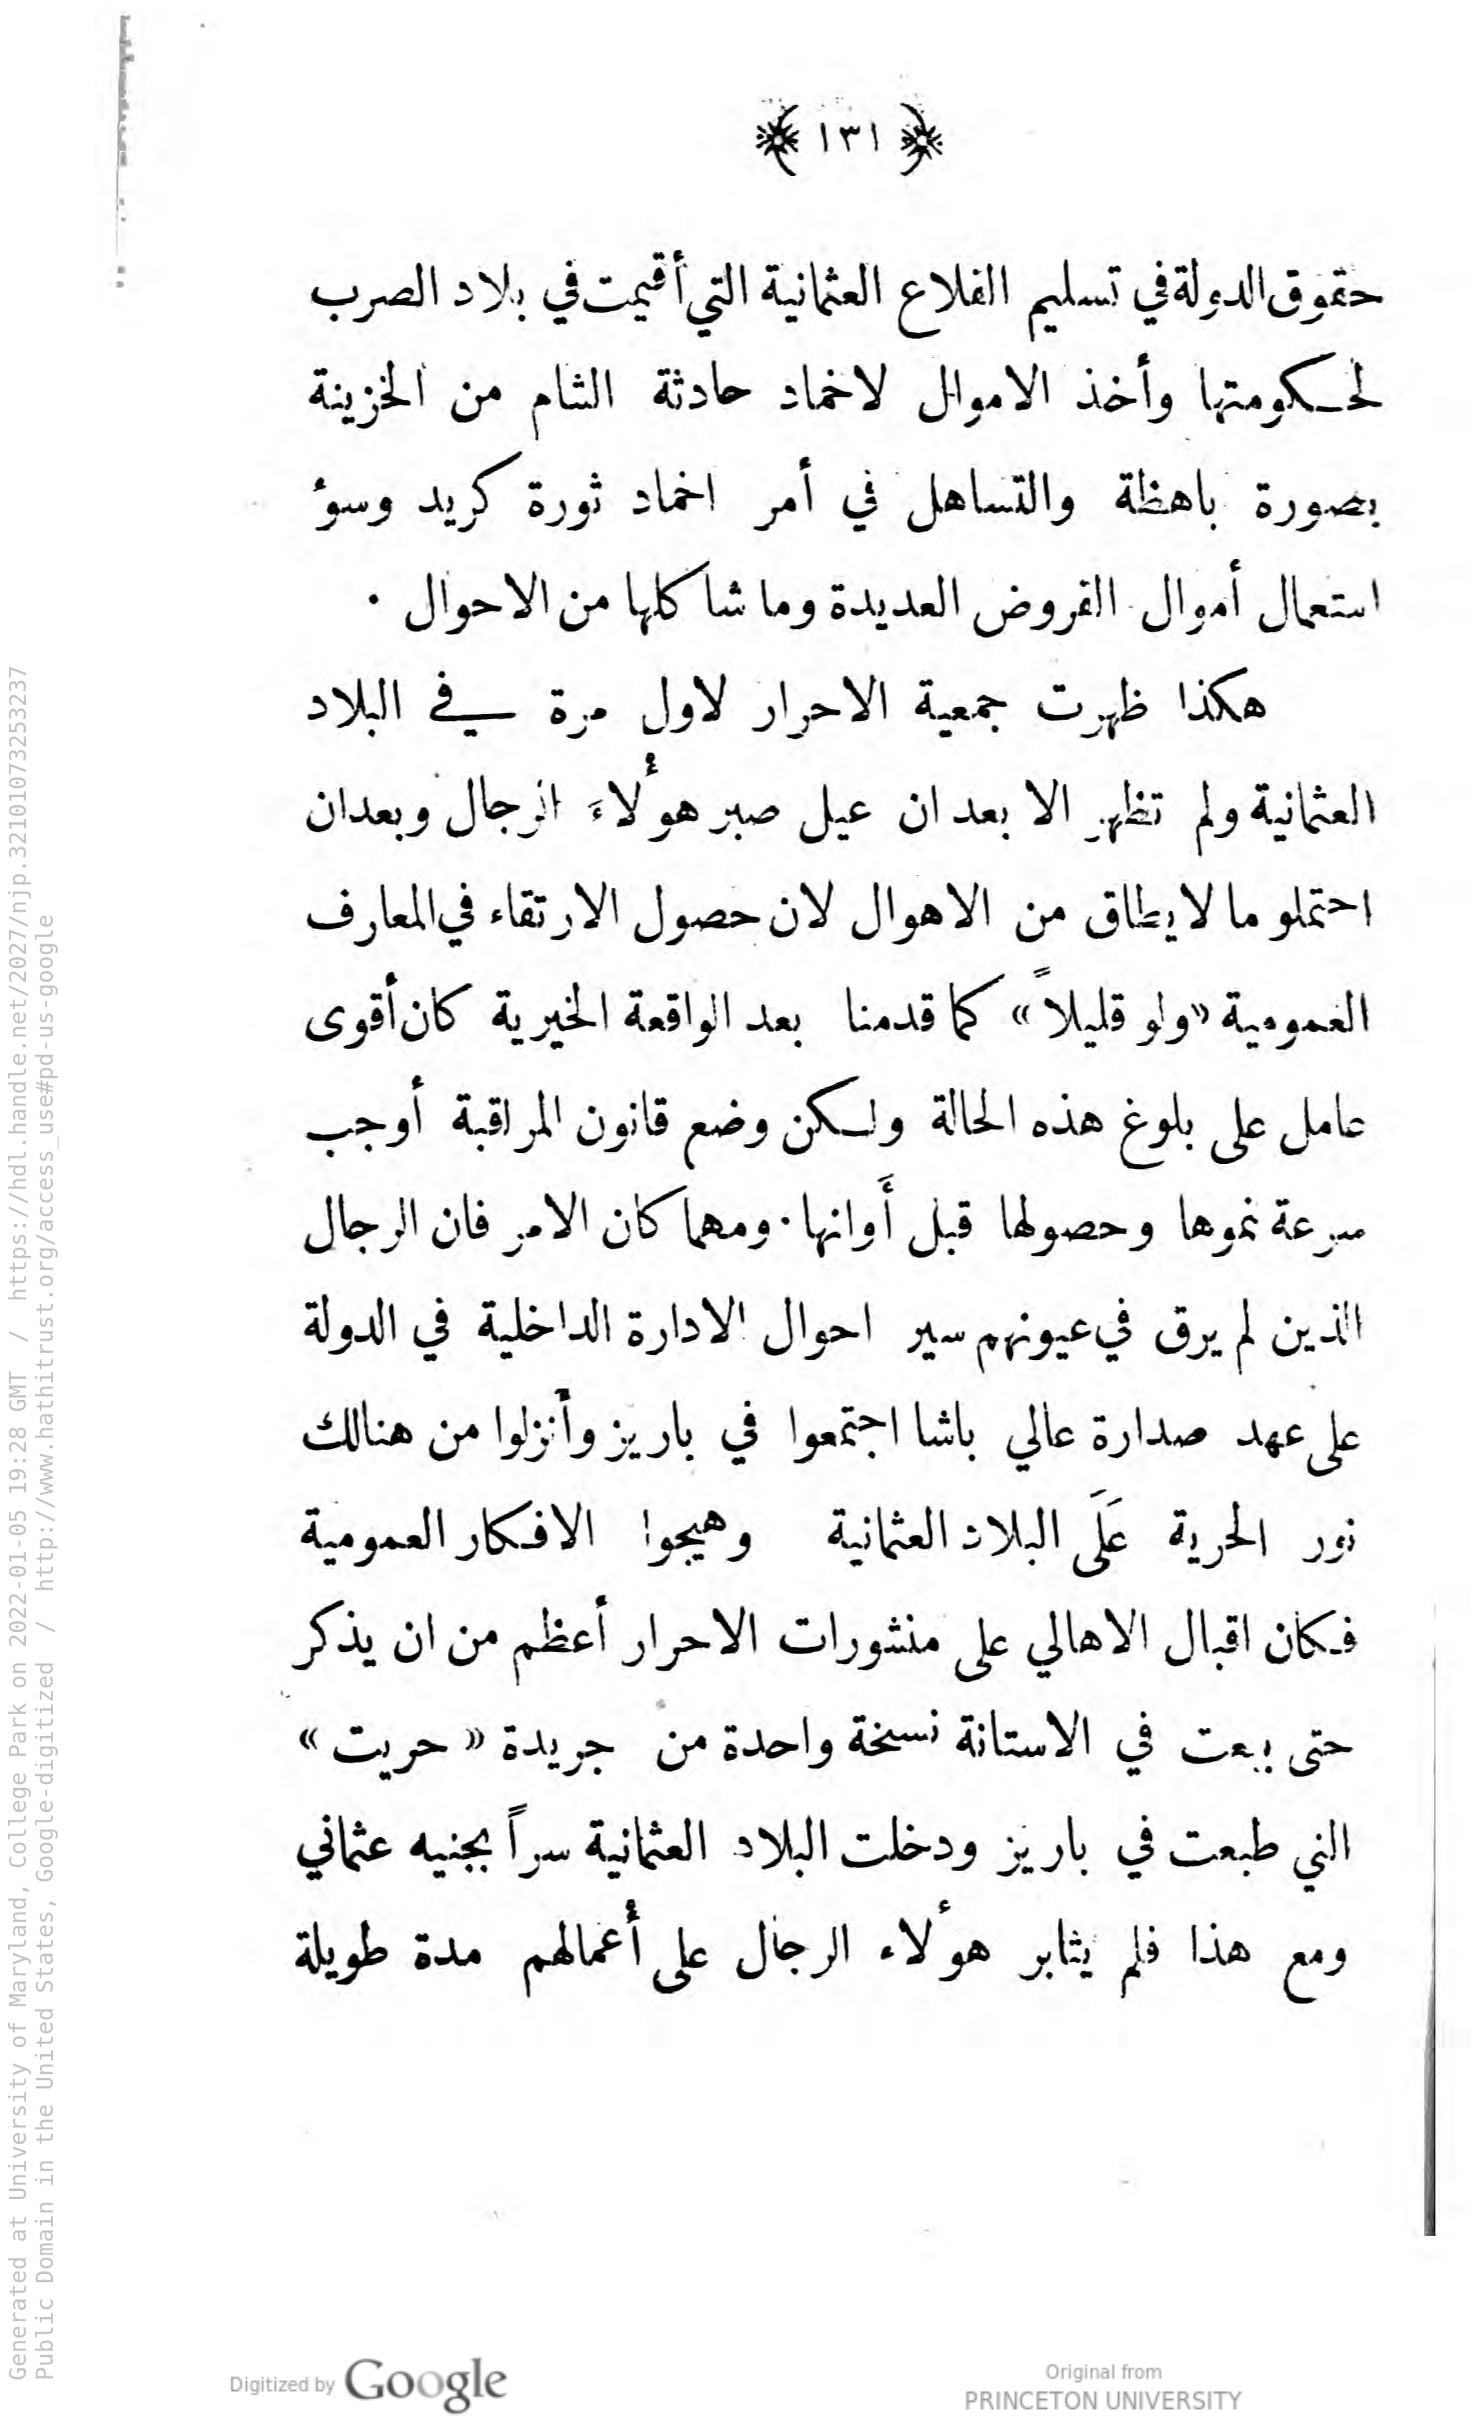 ﴿ ١٣١ ﴾
حقوق الدولة في تسليم القلاع العثمانية التي أقيمت في بلاد الصرب
لحكومتها وأخذ الاموال لاخماد حادثة الشام من الخزينة
بصورة باهظة والتساهل في أمر اخماد ثورة كريد وسوؤ
استعمال أموال القروض العديدة وما شاكلها من الاحوال ٠
هكذا ظهرت جمعية الاحرار لاول مرة في البلاد
العثمانية ولم تظهر الا بعد ان عيل صبر هوٴلاءَ الرجال وبعدان
احتملو ما لا يطاق من الاهوال لان حصول الارتقاء في المعارف
العمومية «ولو قليلاً» كما قدمنا بعد الواقعة الخيرية كان أقوى
عامل على بلوغ هذه الحالة ولكن وضع قانون المراقبة أوجب
سرعة نموها وحصولها قبل أَوانها ٠ ومهما كان الامر فان الرجال
الذين لم يرق في عيونهم سير احوال الادارة الداخلية في الدولة
على عهد صدارة عالي باشا اجتمعوا في باريز وأنزلوا من هنالك
نور الحرية عَلَى البلاد العثمانية وهيجوا الافكار العمومية
فكان اقبال الاهالي على منشورات الاحرار أعظم من ان يذكر
حتى بيعت في الاستانة نسخة واحدة من جريدة « حريت »
التي طبعت في باريز ودخلت البلاد العثمانية سراً بجنيه عثماني
ومع هذا فلم يثابر هوٴلاء الرجال على أعمالهم مدة طويلة
Generated at University of Maryland, College Park on 2022-01-05 19:28 GMT / https://hdl.handle.net/2027/njp.32101073253237
Public Domain in the United States, Google-digitized / http://www.hathitrust.org/access_use#pd-us-google
Digitized by Google
Original from
PRINCETON UNIVERSITY